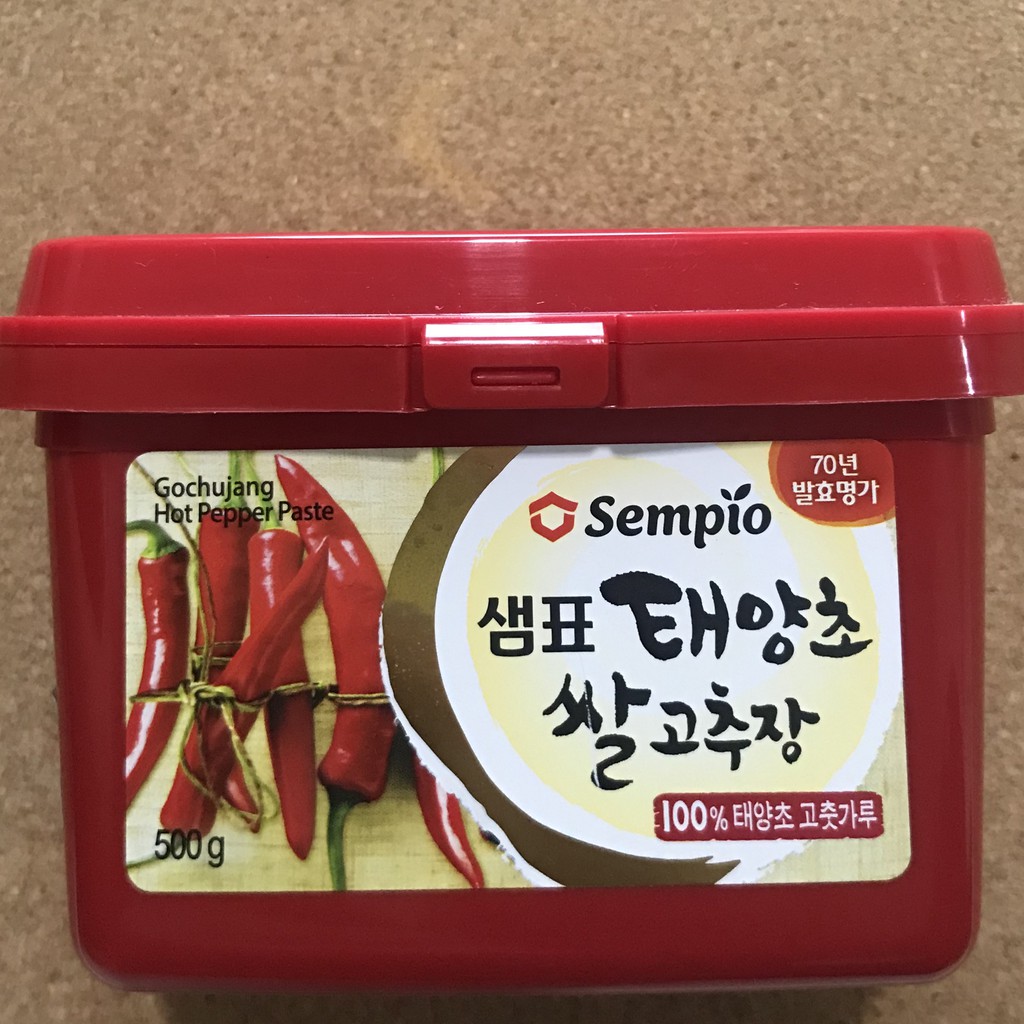 Gochujang
Hot Pepper Paste
70년
발효명가
Sempio
샘표 태양초
쌀 고추장
100% 태양초 고춧가루
500 g